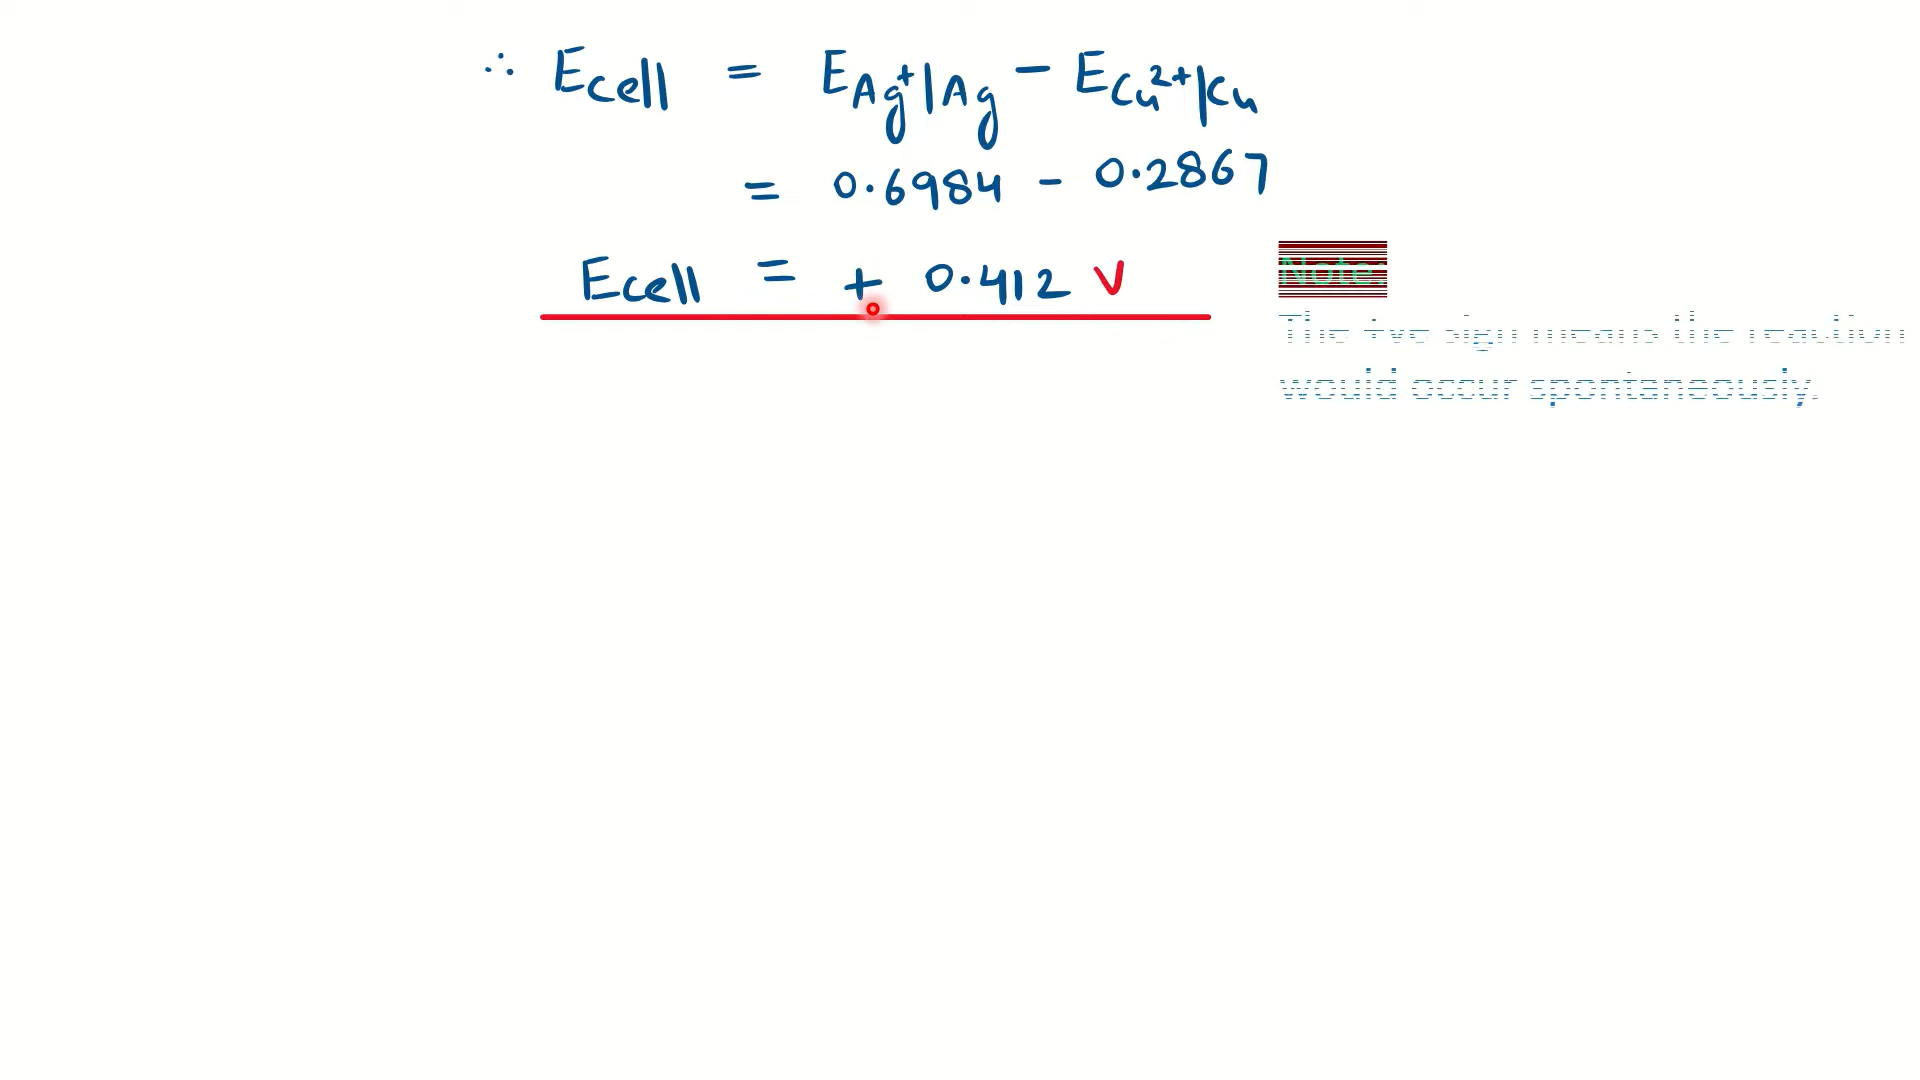 ∴ Ecell = EAg⁺|Ag − ECu²⁺|Cu
= 0.6984 - 0.2867
Ecell = + 0.412 V
Note:
The +ve sign means the reaction
would occur spontaneously.